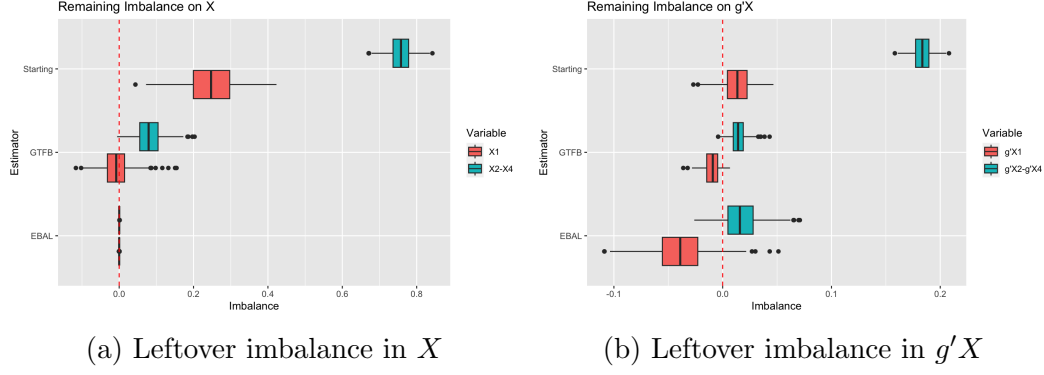 Remaining Imbalance on X
Estimator
Starting
GTFB
EBAL
0.0 0.2 0.4 0.6 0.8
Imbalance
Variable
X1
X2-X4
(a) Leftover imbalance in X
Remaining Imbalance on g'X
Estimator
Starting
GTFB
EBAL
-0.1 0.0 0.1 0.2
Imbalance
Variable
g'X1
g'X2-g'X4
(b) Leftover imbalance in g′X